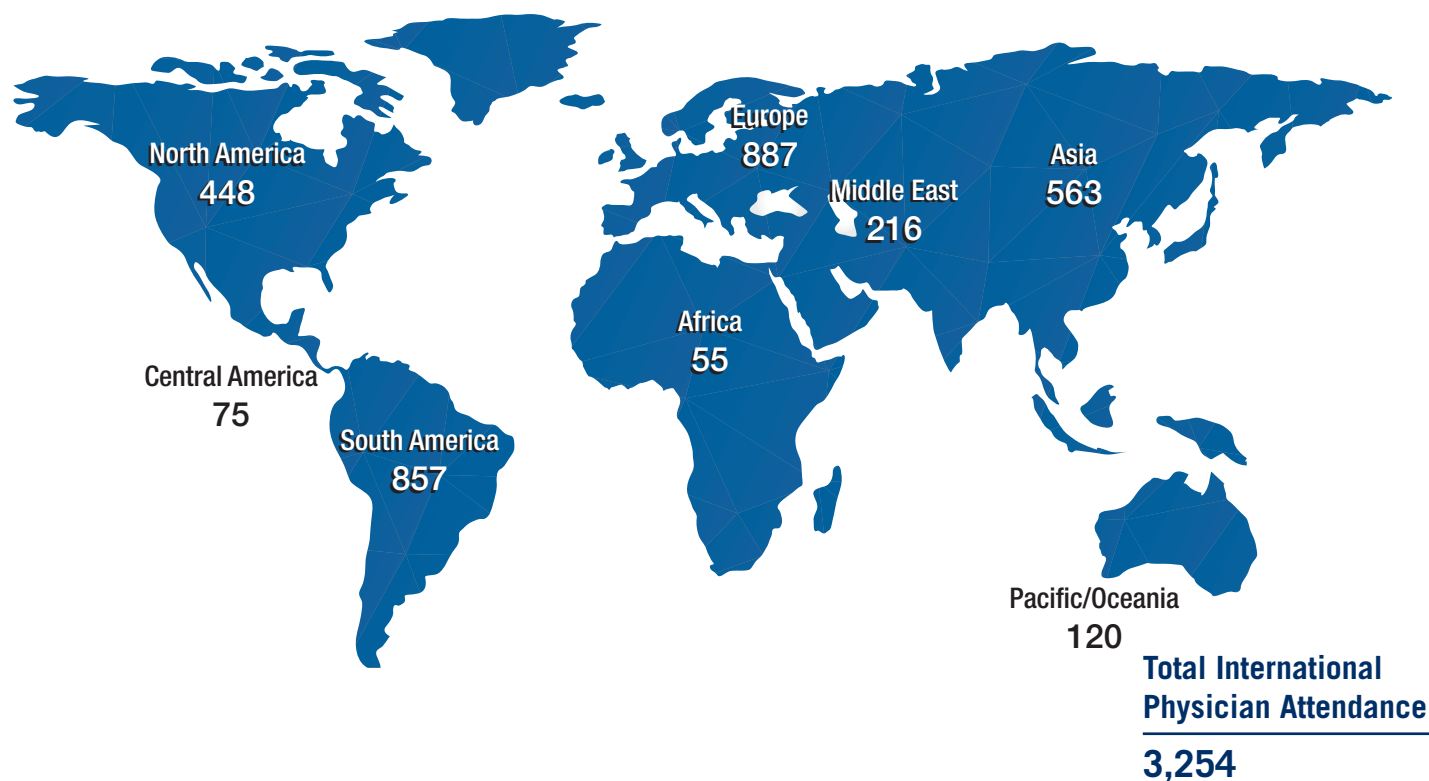 Europe
887
North America
448
Asia
563
Middle East
216
Africa
55
Central America
75
South America
857
Pacific/Oceania
120
Total International
Physician Attendance
3,254